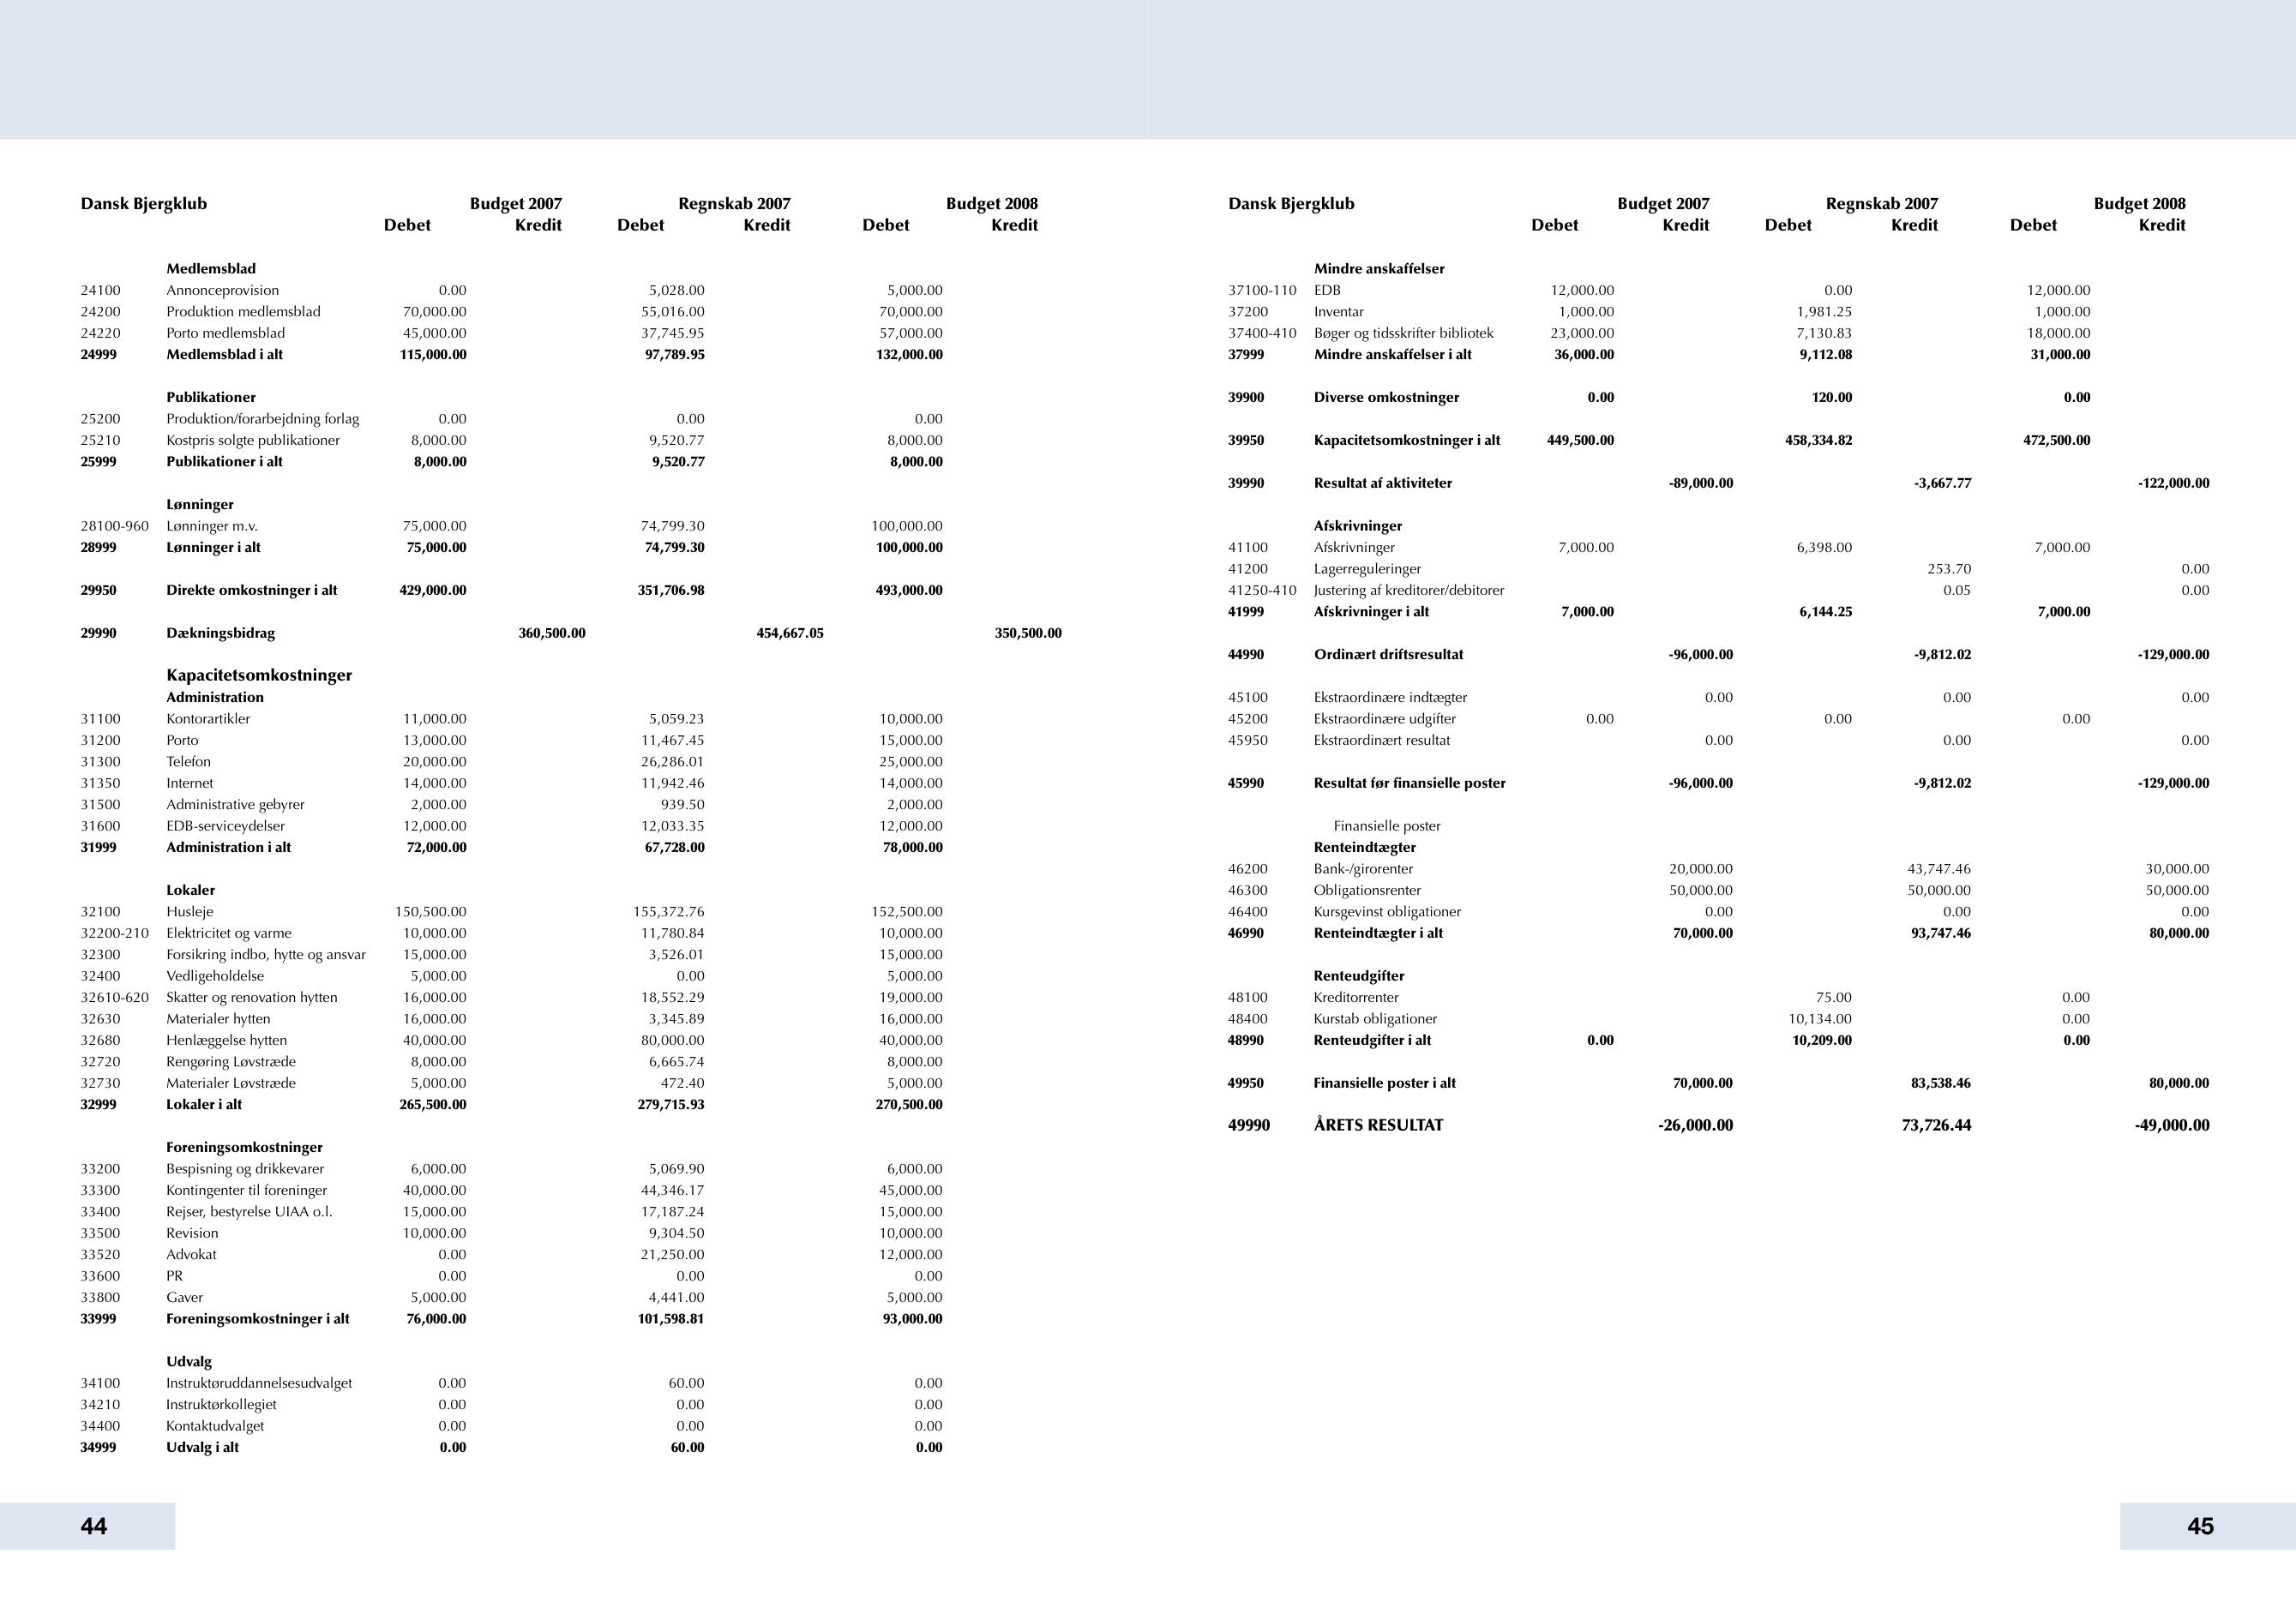 Dansk Bjergklub Budget 2007 Regnskab 2007 Budget 2008
Debet Kredit Debet Kredit Debet Kredit
Medlemsblad
24100 Annonceprovision 0.00 5,028.00 5,000.00
24200 Produktion medlemsblad 70,000.00 55,016.00 70,000.00
24220 Porto medlemsblad 45,000.00 37,745.95 57,000.00
24999 Medlemsblad i alt 115,000.00 97,789.95 132,000.00
Publikationer
25200 Produktion/forarbejdning forlag 0.00 0.00 0.00
25210 Kostpris solgte publikationer 8,000.00 9,520.77 8,000.00
25999 Publikationer i alt 8,000.00 9,520.77 8,000.00
Lønninger
28100-960 Lønninger m.v. 75,000.00 74,799.30 100,000.00
28999 Lønninger i alt 75,000.00 74,799.30 100,000.00
29950 Direkte omkostninger i alt 429,000.00 351,706.98 493,000.00
29990 Dækningsbidrag 360,500.00 454,667.05 350,500.00
Kapacitetsomkostninger
Administration
31100 Kontorartikler 11,000.00 5,059.23 10,000.00
31200 Porto 13,000.00 11,467.45 15,000.00
31300 Telefon 20,000.00 26,286.01 25,000.00
31350 Internet 14,000.00 11,942.46 14,000.00
31500 Administrative gebyrer 2,000.00 939.50 2,000.00
31600 EDB-serviceydelser 12,000.00 12,033.35 12,000.00
31999 Administration i alt 72,000.00 67,728.00 78,000.00
Lokaler
32100 Husleje 150,500.00 155,372.76 152,500.00
32200-210 Elektricitet og varme 10,000.00 11,780.84 10,000.00
32300 Forsikring indbo, hytte og ansvar 15,000.00 3,526.01 15,000.00
32400 Vedligeholdelse 5,000.00 0.00 5,000.00
32610-620 Skatter og renovation hytten 16,000.00 18,552.29 19,000.00
32630 Materialer hytten 16,000.00 3,345.89 16,000.00
32680 Henlæggelse hytten 40,000.00 80,000.00 40,000.00
32720 Rengøring Løvstræde 8,000.00 6,665.74 8,000.00
32730 Materialer Løvstræde 5,000.00 472.40 5,000.00
32999 Lokaler i alt 265,500.00 279,715.93 270,500.00
Foreningsomkostninger
33200 Bespisning og drikkevarer 6,000.00 5,069.90 6,000.00
33300 Kontingenter til foreninger 40,000.00 44,346.17 45,000.00
33400 Rejser, bestyrelse UIAA o.l. 15,000.00 17,187.24 15,000.00
33500 Revision 10,000.00 9,304.50 10,000.00
33520 Advokat 0.00 21,250.00 12,000.00
33600 PR 0.00 0.00 0.00
33800 Gaver 5,000.00 4,441.00 5,000.00
33999 Foreningsomkostninger i alt 76,000.00 101,598.81 93,000.00
Udvalg
34100 Instruktøruddannelsesudvalget 0.00 60.00 0.00
34210 Instruktørkollegiet 0.00 0.00 0.00
34400 Kontaktudvalget 0.00 0.00 0.00
34999 Udvalg i alt 0.00 60.00 0.00
44
Dansk Bjergklub Budget 2007 Regnskab 2007 Budget 2008
Debet Kredit Debet Kredit Debet Kredit
Mindre anskaffelser
37100-110 EDB 12,000.00 0.00 12,000.00
37200 Inventar 1,000.00 1,981.25 1,000.00
37400-410 Bøger og tidsskrifter bibliotek 23,000.00 7,130.83 18,000.00
37999 Mindre anskaffelser i alt 36,000.00 9,112.08 31,000.00
39900 Diverse omkostninger 0.00 120.00 0.00
39950 Kapacitetsomkostninger i alt 449,500.00 458,334.82 472,500.00
39990 Resultat af aktiviteter -89,000.00 -3,667.77 -122,000.00
Afskrivninger
41100 Afskrivninger 7,000.00 6,398.00 7,000.00
41200 Lagerreguleringer 253.70 0.00
41250-410 Justering af kreditorer/debitorer 0.05 0.00
41999 Afskrivninger i alt 7,000.00 6,144.25 7,000.00
44990 Ordinært driftsresultat -96,000.00 -9,812.02 -129,000.00
45100 Ekstraordinære indtægter 0.00 0.00 0.00
45200 Ekstraordinære udgifter 0.00 0.00 0.00
45950 Ekstraordinært resultat 0.00 0.00 0.00
45990 Resultat før finansielle poster -96,000.00 -9,812.02 -129,000.00
Finansielle poster
Renteindtægter
46200 Bank-/girorenter 20,000.00 43,747.46 30,000.00
46300 Obligationsrenter 50,000.00 50,000.00 50,000.00
46400 Kursgevinst obligationer 0.00 0.00 0.00
46990 Renteindtægter i alt 70,000.00 93,747.46 80,000.00
Renteudgifter
48100 Kreditorrenter 75.00 0.00
48400 Kurstab obligationer 10,134.00 0.00
48990 Renteudgifter i alt 0.00 10,209.00 0.00
49950 Finansielle poster i alt 70,000.00 83,538.46 80,000.00
49990 ÅRETS RESULTAT -26,000.00 73,726.44 -49,000.00
45